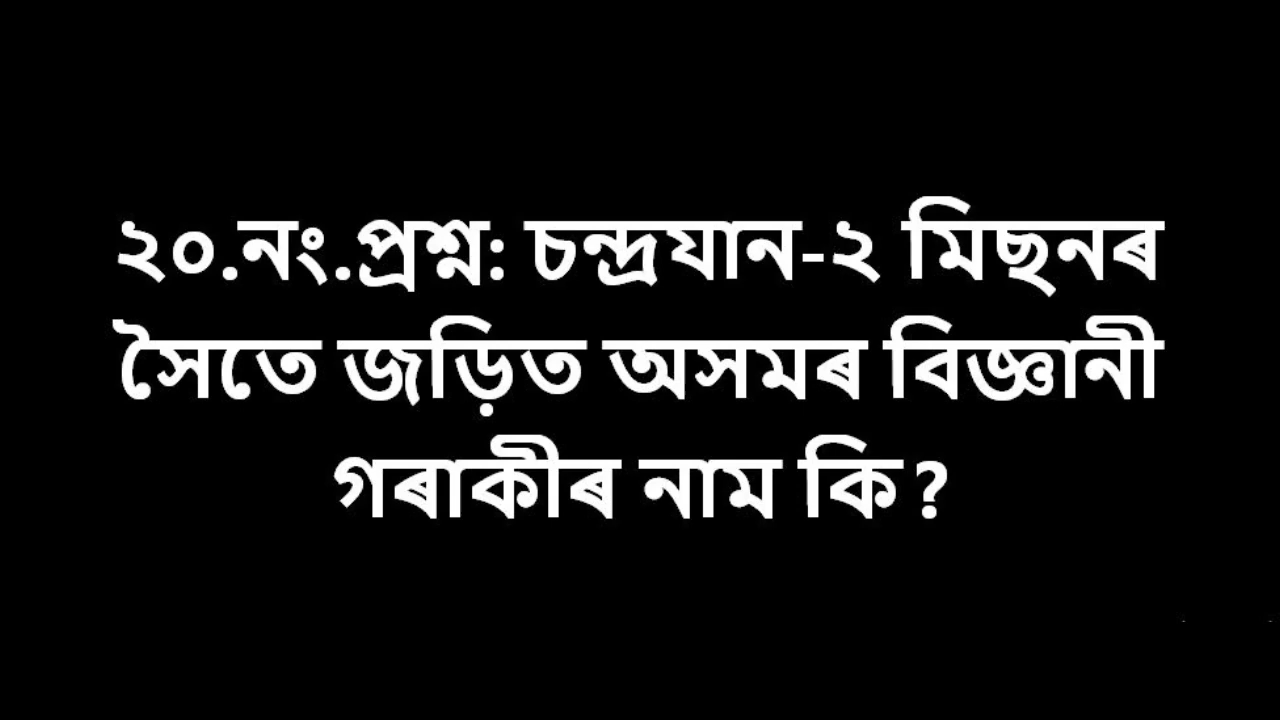 ২০.নং.প্ৰশ্ন: চন্দ্ৰযান-২ মিছনৰ
সৈতে জড়িত অসমৰ বিজ্ঞানী
গৰাকীৰ নাম কি?